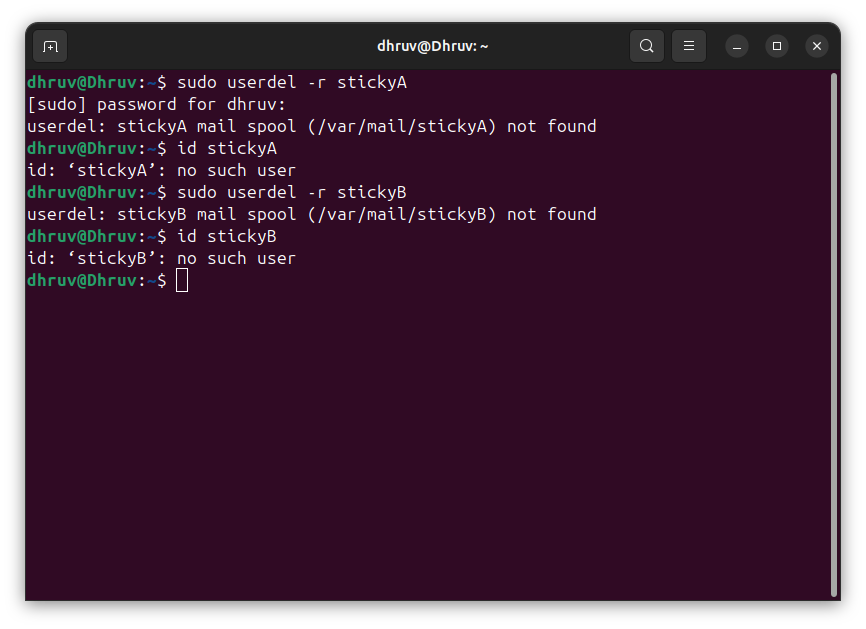 dhruv@Dhruv: ~
dhruv@Dhruv:~$ sudo userdel -r stickyA
[sudo] password for dhruv:
userdel: stickyA mail spool (/var/mail/stickyA) not found
dhruv@Dhruv:~$ id stickyA
id: ‘stickyA’: no such user
dhruv@Dhruv:~$ sudo userdel -r stickyB
userdel: stickyB mail spool (/var/mail/stickyB) not found
dhruv@Dhruv:~$ id stickyB
id: ‘stickyB’: no such user
dhruv@Dhruv:~$